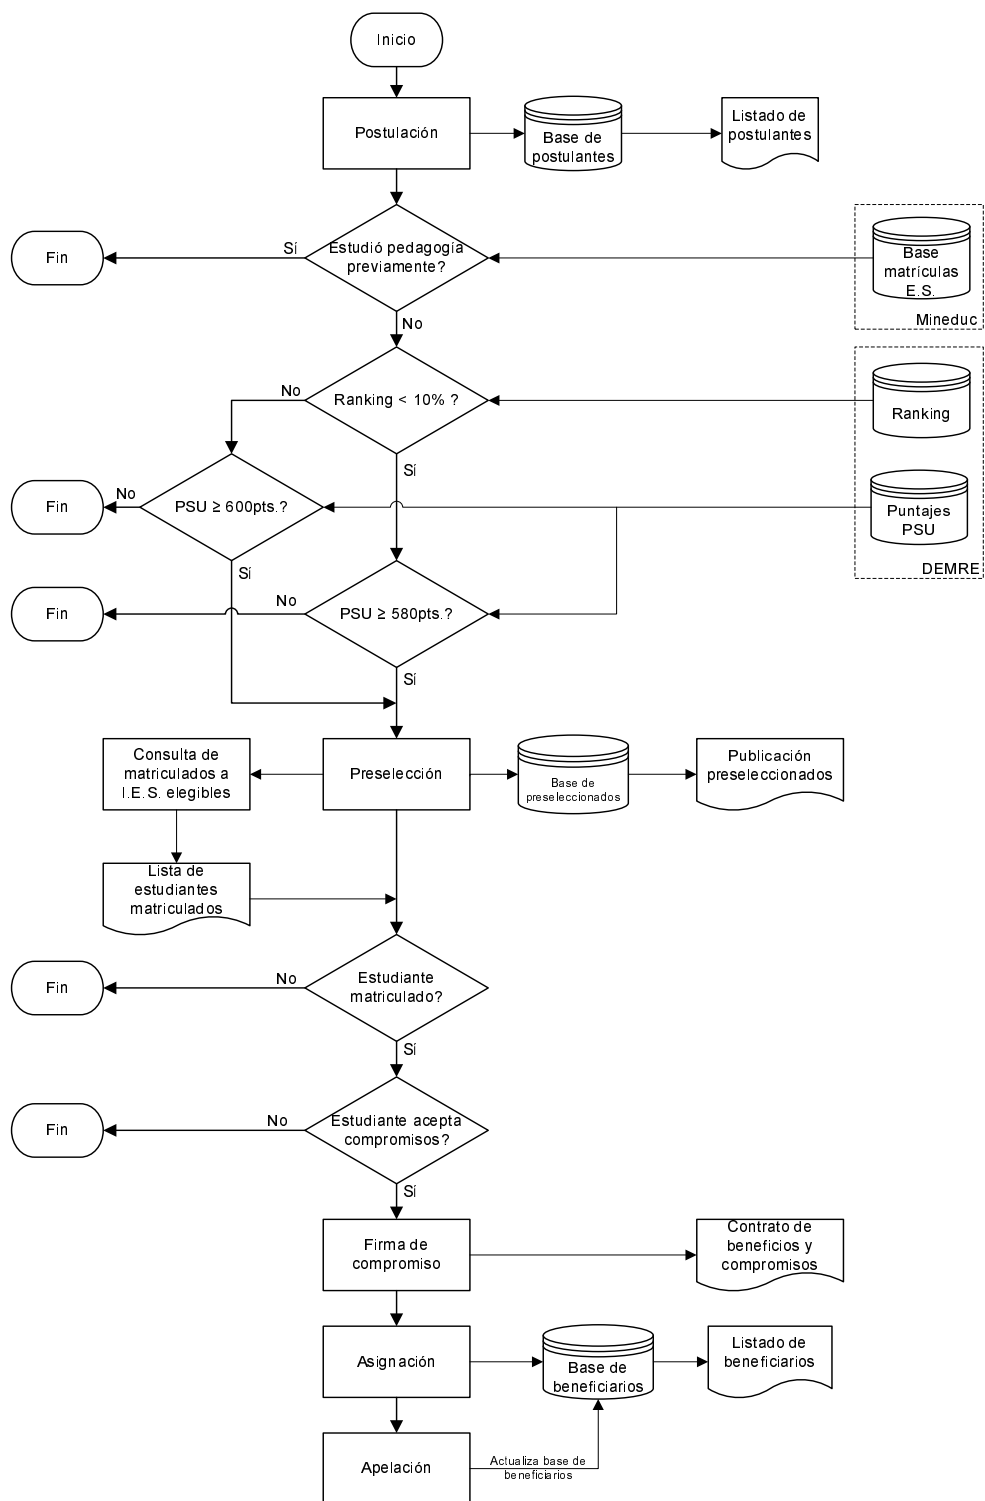 Inicio
Postulación
Base de
postulantes
Listado de
postulantes
Estudió pedagogía
previamente?
Sí
Fin
No
Base
matrículas
E.S.
Mineduc
Ranking < 10% ?
No
Sí
Ranking
PSU ≥ 600pts.?
No
Fin
Sí
Puntajes
PSU
DEMRE
PSU ≥ 580pts.?
No
Fin
Sí
Consulta de
matriculados a
I.E.S. elegibles
Preselección
Base de
preseleccionados
Publicación
preseleccionados
Lista de
estudiantes
matriculados
Estudiante
matriculado?
No
Fin
Sí
Estudiante acepta
compromisos?
No
Fin
Sí
Firma de
compromiso
Contrato de
beneficios y
compromisos
Asignación
Base de
beneficiarios
Listado de
beneficiarios
Apelación
Actualiza base de
beneficiarios